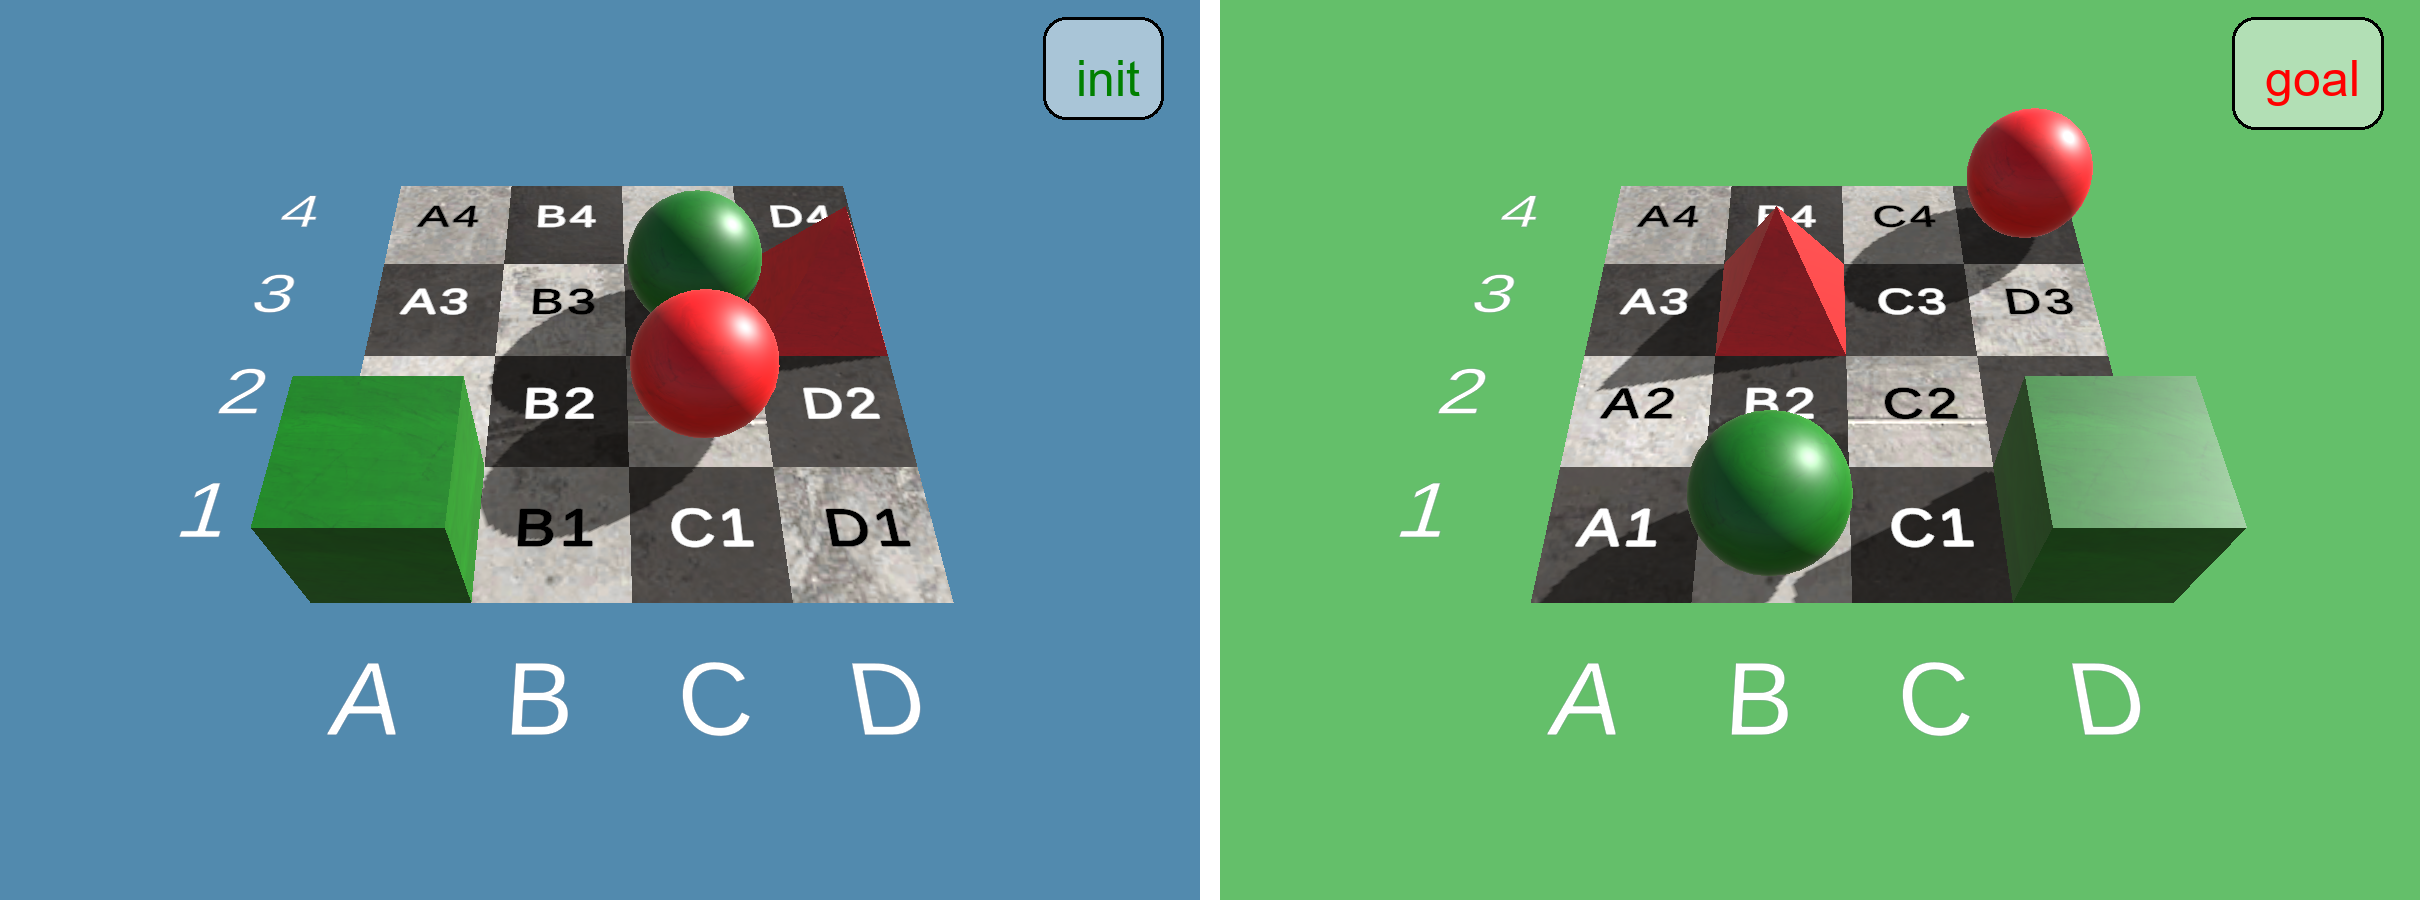 init
4 A4 B4 D4
3 A3 B3
2 B2 D2
1 B1 C1 D1
A B C D
goal
4 A4 B4 C4
3 A3 C3 D3
2 A2 B2 C2
1 A1 C1
A B C D